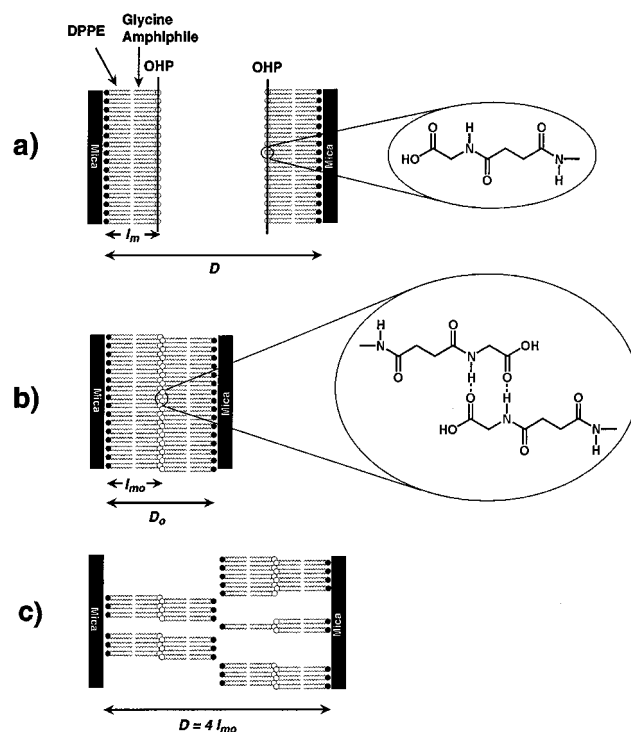 DPPE
Glycine
Amphiphile
OHP
OHP
a)
Mica
Mica
l_m
D
HO
O
H
N
O
O
N
H
b)
Mica
Mica
l_mo
D_o
H
N
O
O
N
H
O
OH
O
HO
O
H
N
O
O
N
H
c)
Mica
Mica
D = 4 l_mo